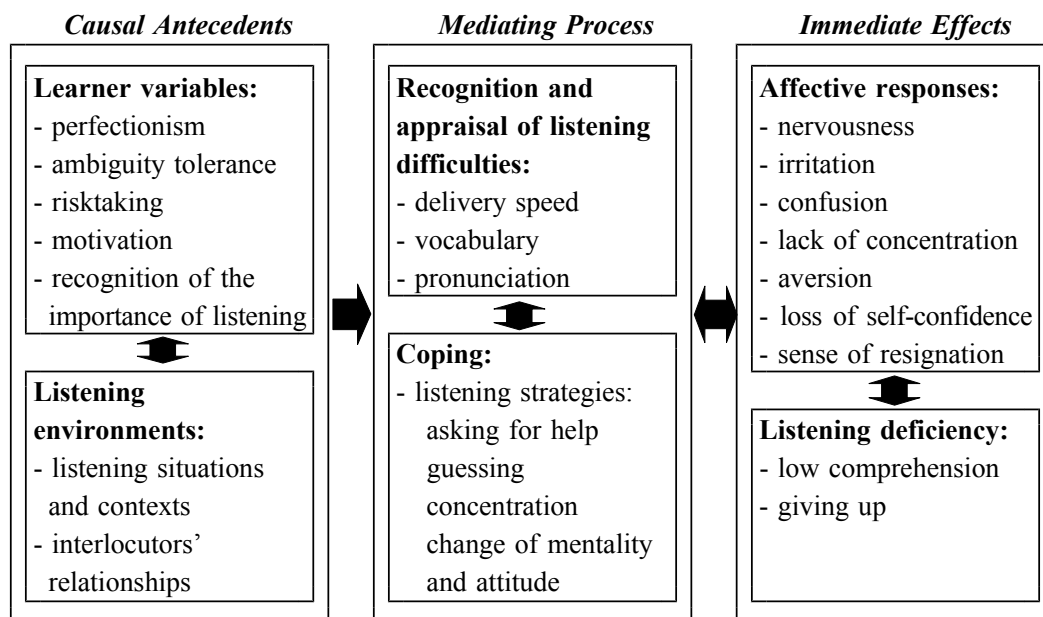 Causal Antecedents
Learner variables:
- perfectionism
- ambiguity tolerance
- risktaking
- motivation
- recognition of the
importance of listening
Listening
environments:
- listening situations
and contexts
- interlocutors’
relationships
Mediating Process
Recognition and
appraisal of listening
difficulties:
- delivery speed
- vocabulary
- pronunciation
Coping:
- listening strategies:
asking for help
guessing
concentration
change of mentality
and attitude
Immediate Effects
Affective responses:
- nervousness
- irritation
- confusion
- lack of concentration
- aversion
- loss of self-confidence
- sense of resignation
Listening deficiency:
- low comprehension
- giving up